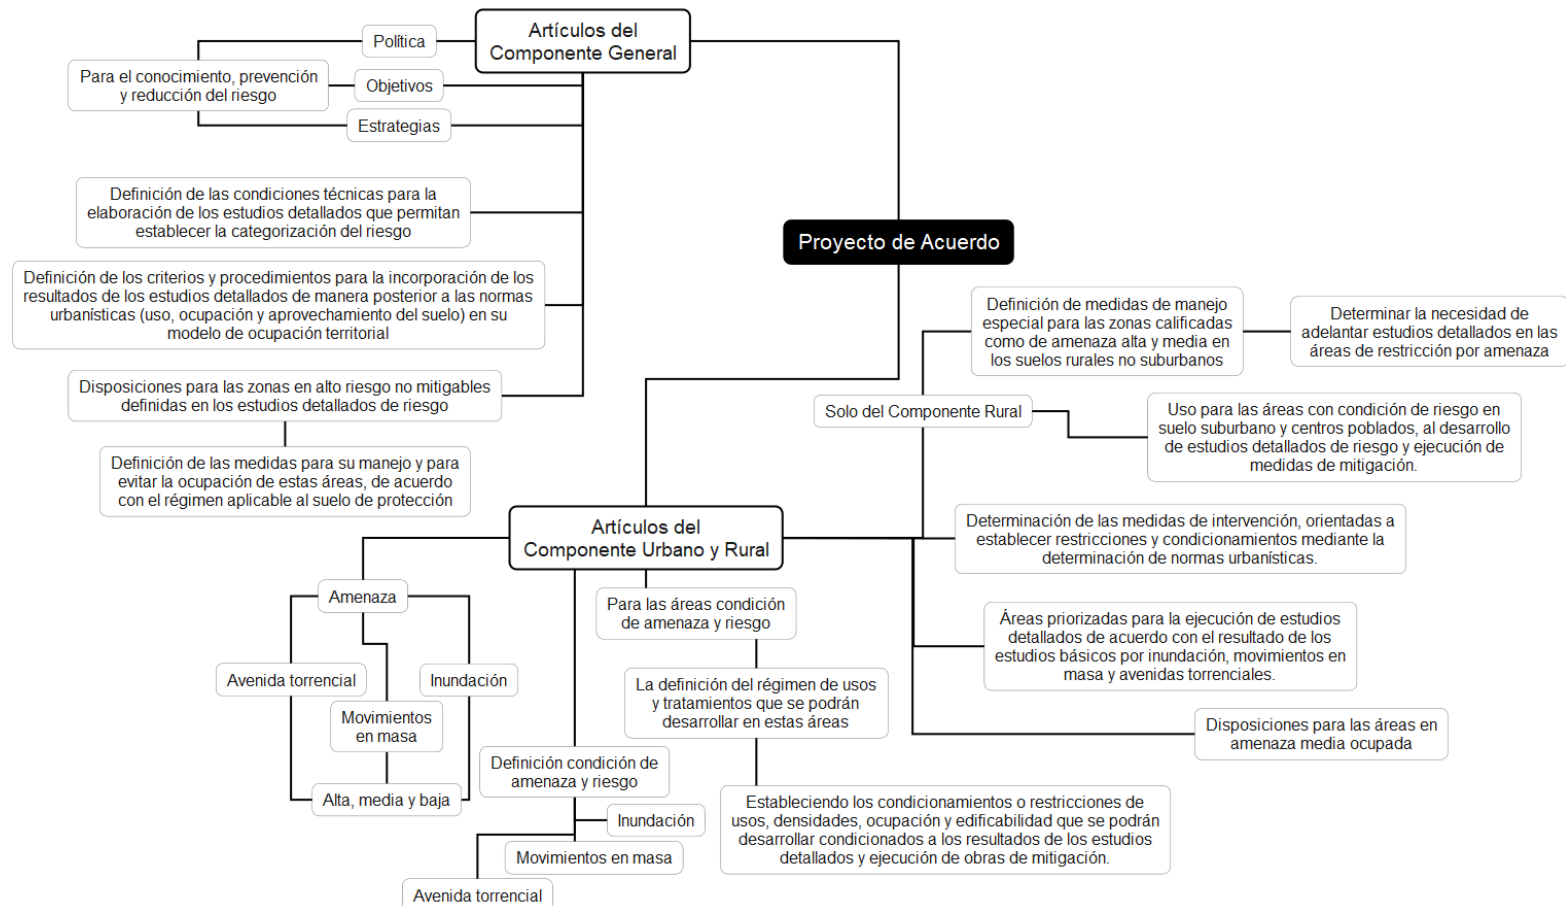 Artículos del
Componente General
Política
Para el conocimiento, prevención
y reducción del riesgo
Objetivos
Estrategias
Definición de las condiciones técnicas para la
elaboración de los estudios detallados que permitan
establecer la categorización del riesgo
Definición de los criterios y procedimientos para la incorporación de los
resultados de los estudios detallados de manera posterior a las normas
urbanísticas (uso, ocupación y aprovechamiento del suelo) en su
modelo de ocupación territorial
Disposiciones para las zonas en alto riesgo no mitigables
definidas en los estudios detallados de riesgo
Definición de las medidas para su manejo y para
evitar la ocupación de estas áreas, de acuerdo
con el régimen aplicable al suelo de protección
Proyecto de Acuerdo
Definición de medidas de manejo
especial para las zonas calificadas
como de amenaza alta y media en
los suelos rurales no suburbanos
Determinar la necesidad de
adelantar estudios detallados en las
áreas de restricción por amenaza
Solo del Componente Rural
Uso para las áreas con condición de riesgo en
suelo suburbano y centros poblados, al desarrollo
de estudios detallados de riesgo y ejecución de
medidas de mitigación.
Artículos del
Componente Urbano y Rural
Determinación de las medidas de intervención, orientadas a
establecer restricciones y condicionamientos mediante la
determinación de normas urbanísticas.
Áreas priorizadas para la ejecución de estudios
detallados de acuerdo con el resultado de los
estudios básicos por inundación, movimientos en
masa y avenidas torrenciales.
Disposiciones para las áreas en
amenaza media ocupada
Amenaza
Avenida torrencial
Movimientos
en masa
Inundación
Alta, media y baja
Para las áreas condición
de amenaza y riesgo
La definición del régimen de usos
y tratamientos que se podrán
desarrollar en estas áreas
Estableciendo los condicionamientos o restricciones de
usos, densidades, ocupación y edificabilidad que se podrán
desarrollar condicionados a los resultados de los estudios
detallados y ejecución de obras de mitigación.
Definición condición de
amenaza y riesgo
Inundación
Movimientos en masa
Avenida torrencial